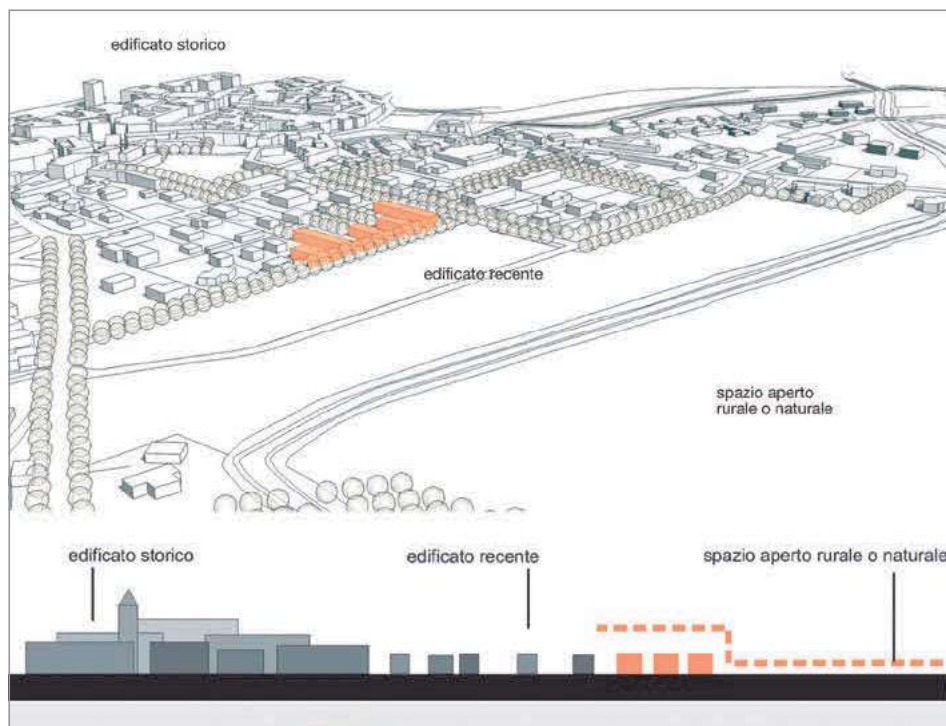 edificato storico
edificato recente
spazio aperto
rurale o naturale
edificato storico
edificato recente
spazio aperto rurale o naturale